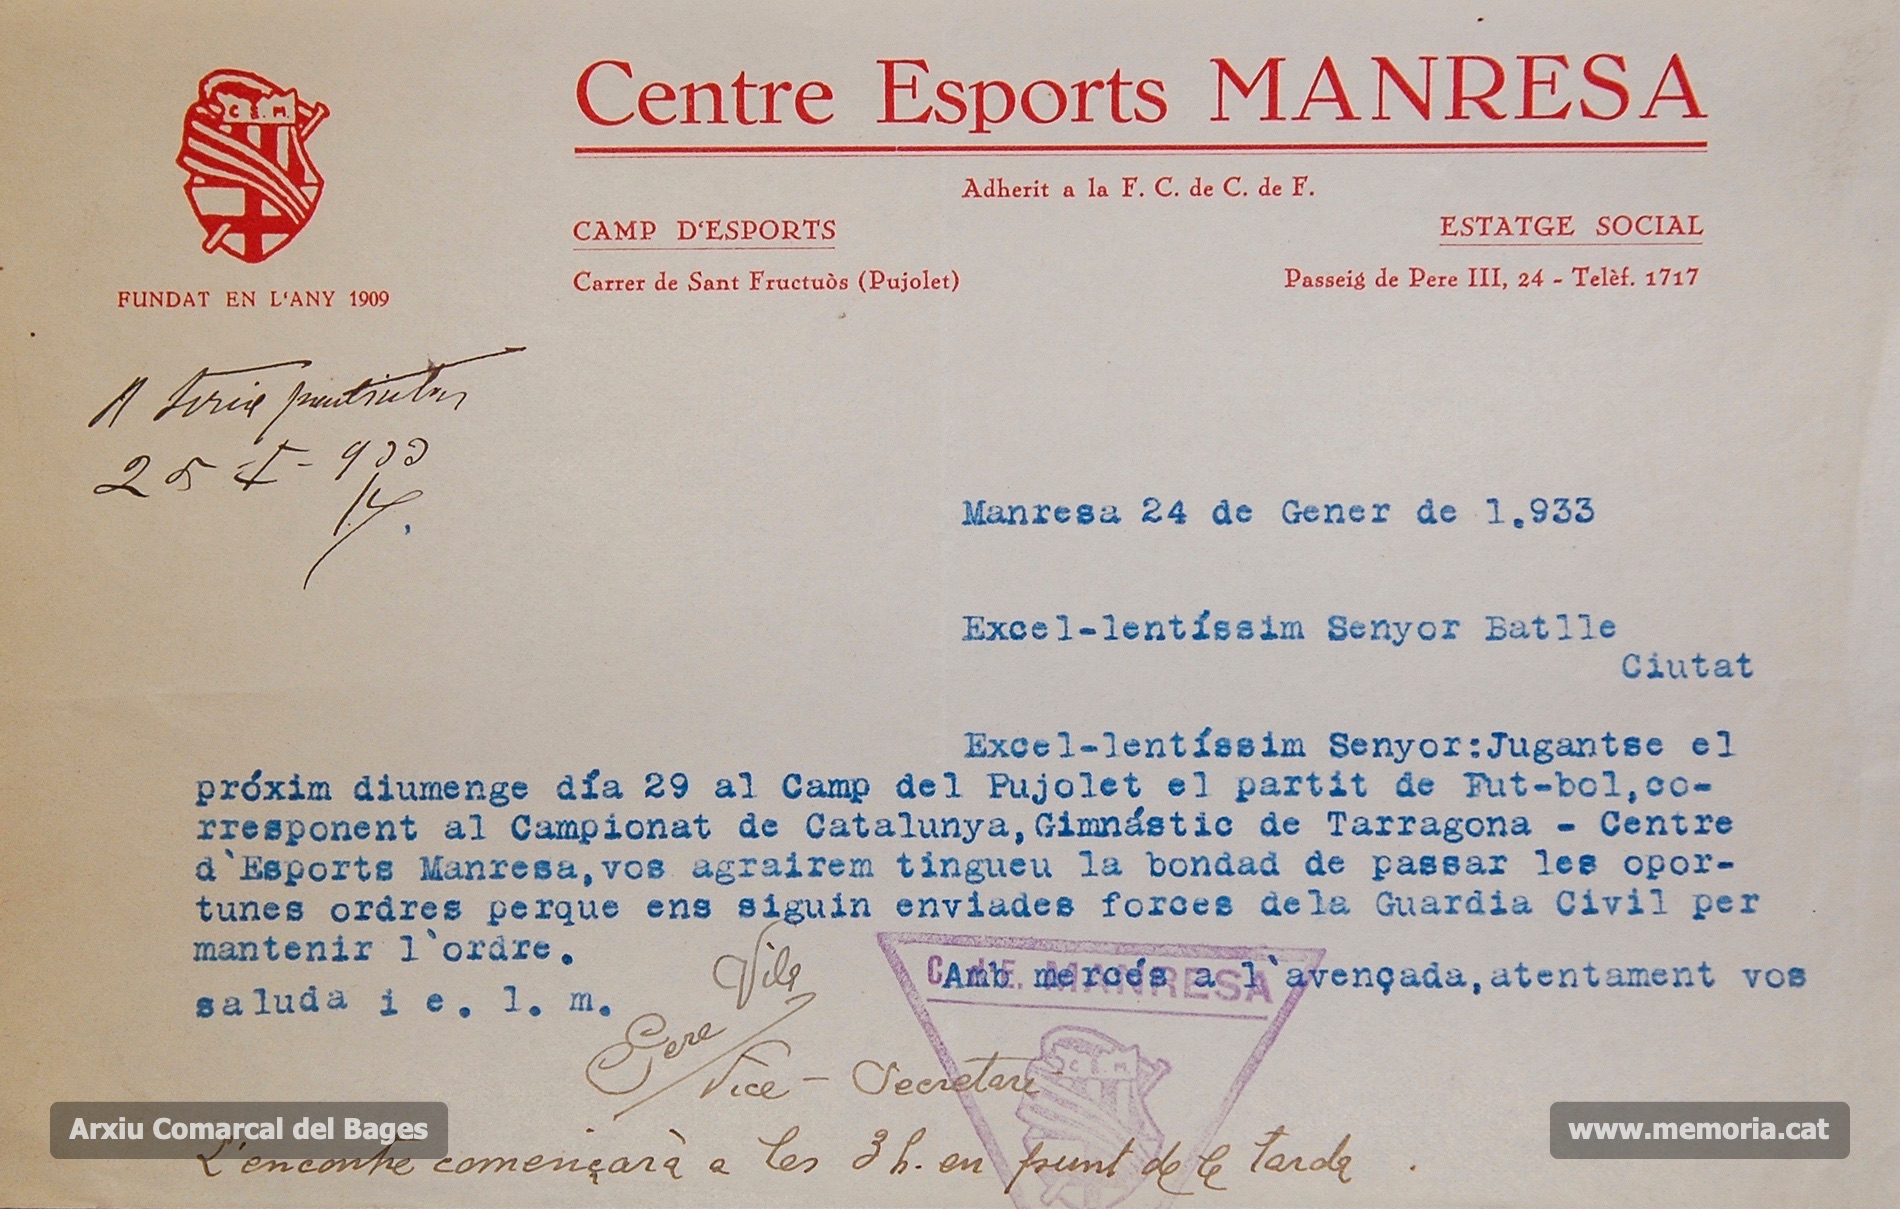 C. E. M.
Centre Esports MANRESA
Adherit a la F. C. de C. de F.
CAMP D'ESPORTS
ESTATGE SOCIAL
Carrer de Sant Fructuòs (Pujolet)
Passeig de Pere III, 24 - Telèf. 1717
FUNDAT EN L'ANY 1909
A
25-I-933
Manresa 24 de Gener de 1.933
Excel-lentíssim Senyor Batlle
Ciutat
Excel-lentíssim Senyor:Jugantse el
próxim diumenge día 29 al Camp del Pujolet el partit de Fut-bol,co-
rresponent al Campionat de Catalunya,Gimnástic de Tarragona - Centre
d`Esports Manresa,vos agrairem tingueu la bondad de passar les opor-
tunes ordres perque ens siguin enviades forces dela Guardia Civil per
mantenir l`ordre.
Amb mercés a l`avençada,atentament vos
saluda i e. l. m.
C. d'E. MANRESA
C E M
Pere Vila
Vice-Secretari
L'encontre començarà a les 3 h. en punt de la tarda.
Arxiu Comarcal del Bages
www.memoria.cat